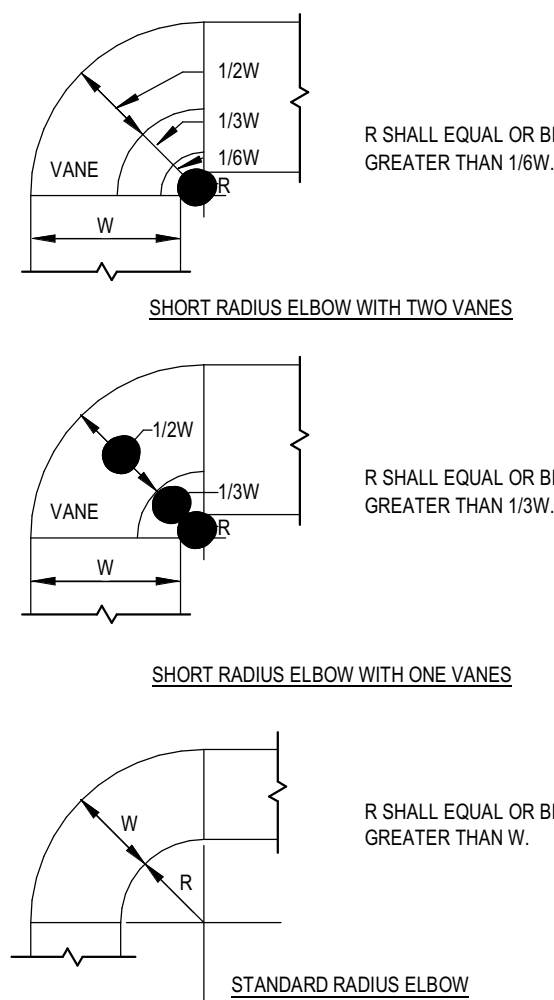 1/2W
1/3W
1/6W
VANE
R
W
R SHALL EQUAL OR BE
GREATER THAN 1/6W.
SHORT RADIUS ELBOW WITH TWO VANES
1/2W
1/3W
VANE
R
W
R SHALL EQUAL OR BE
GREATER THAN 1/3W.
SHORT RADIUS ELBOW WITH ONE VANES
W
R
R SHALL EQUAL OR BE
GREATER THAN W.
STANDARD RADIUS ELBOW